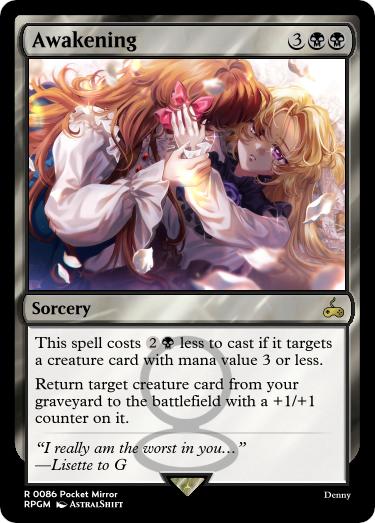 Awakening 3
Sorcery
This spell costs 2 less to cast if it targets
a creature card with mana value 3 or less.
Return target creature card from your
graveyard to the battlefield with a +1/+1
counter on it.
“I really am the worst in you…”
—Lisette to G
R 0086 Pocket Mirror
RPGM AstralShift
Denny